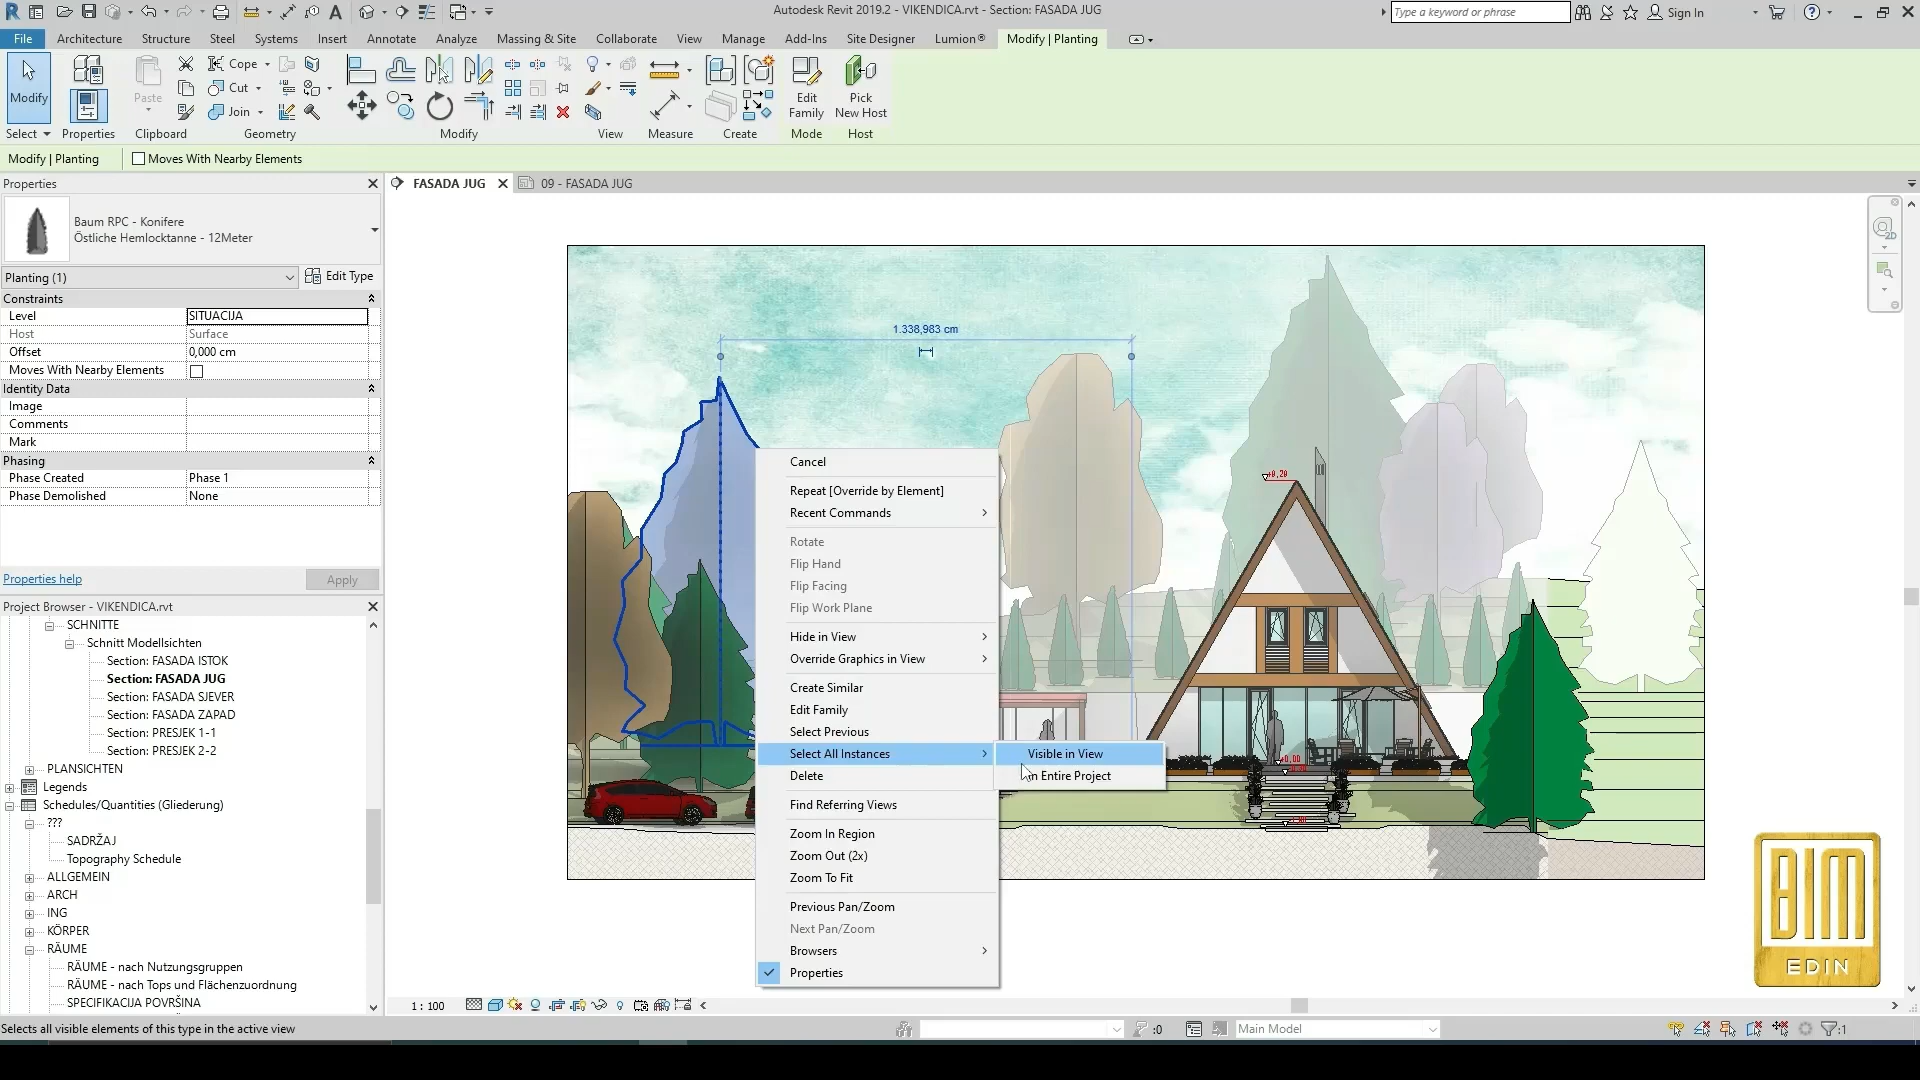 Autodesk Revit 2019.2 - VIKENDICA.rvt - Section: FASADA JUG
Type a keyword or phrase
Sign In
File
Architecture
Structure
Steel
Systems
Insert
Annotate
Analyze
Massing & Site
Collaborate
View
Manage
Add-Ins
Site Designer
Lumion®
Modify | Planting
Modify
Paste
Cope
Cut
Join
Edit
Family
Pick
New Host
Select
Properties
Clipboard
Geometry
Modify
View
Measure
Create
Mode
Host
Modify | Planting
Moves With Nearby Elements
Properties
FASADA JUG
09 - FASADA JUG
Baum RPC - Konifere
Östliche Hemlocktanne - 12Meter
Planting (1)
Edit Type
Constraints
Level
SITUACIJA
Host
Surface
Offset
0,000 cm
Moves With Nearby Elements
Identity Data
Image
Comments
Mark
Phasing
Phase Created
Phase 1
Phase Demolished
None
Properties help
Apply
Project Browser - VIKENDICA.rvt
SCHNITTE
Schnitt Modellsichten
Section: FASADA ISTOK
Section: FASADA JUG
Section: FASADA SJEVER
Section: FASADA ZAPAD
Section: PRESJEK 1-1
Section: PRESJEK 2-2
PLANSICHTEN
Legends
Schedules/Quantities (Gliederung)
???
SADRŽAJ
Topography Schedule
ALLGEMEIN
ARCH
ING
KÖRPER
RÄUME
RÄUME - nach Nutzungsgruppen
RÄUME - nach Tops und Flächenzuordnung
SPECIFIKACIJA POVRŠINA
2D
1.338,983 cm
Cancel
Repeat [Override by Element]
Recent Commands
Rotate
Flip Hand
Flip Facing
Flip Work Plane
Hide in View
Override Graphics in View
Create Similar
Edit Family
Select Previous
Select All Instances
Delete
Find Referring Views
Zoom In Region
Zoom Out (2x)
Zoom To Fit
Previous Pan/Zoom
Next Pan/Zoom
Browsers
Properties
Visible in View
In Entire Project
BIM
EDIN
1 : 100
Selects all visible elements of this type in the active view
:0
Main Model
:1